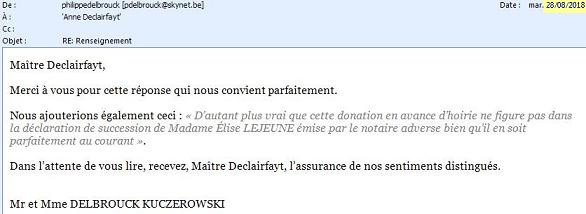 De : philippedelbrouck [pdelbrouck@skynet.be] Date : mar. 28/08/2018
À : 'Anne Declairfayt'
Cc :
Objet : RE: Renseignement
Maître Declairfayt,
Merci à vous pour cette réponse qui nous convient parfaitement.
Nous ajouterions également ceci : « D'autant plus vrai que cette donation en avance d'hoirie ne figure pas dans
la déclaration de succession de Madame Élise LEJEUNE émise par le notaire adverse bien qu'il en soit
parfaitement au courant ».
Dans l'attente de vous lire, recevez, Maître Declairfayt, l'assurance de nos sentiments distingués.
Mr et Mme DELBROUCK KUCZEROWSKI